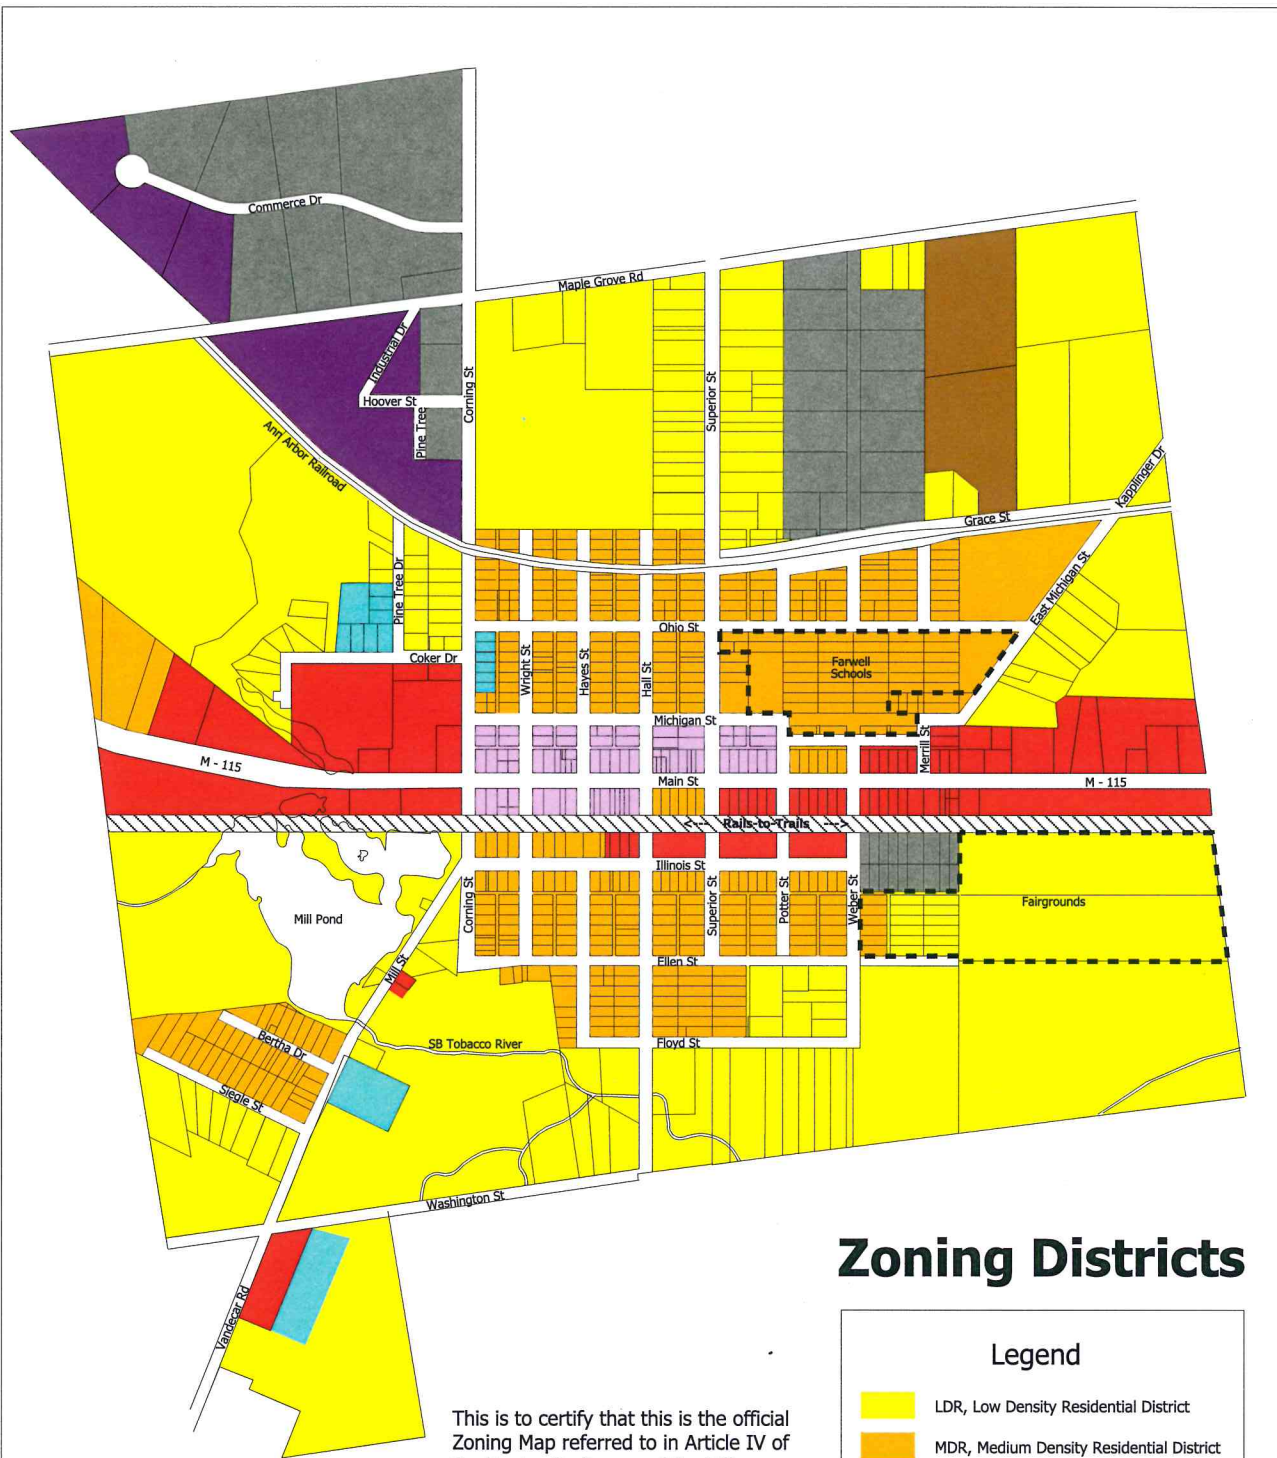 Commerce Dr
Maple Grove Rd
Industrial Dr
Hoover St
Pine Tree
Corning St
Superior St
Ann Arbor Railroad
Kapplinger Dr
Grace St
East Michigan St
Pine Tree Dr
Ohio St
Coker Dr
Wright St
Hayes St
Hall St
Farwell
Schools
Michigan St
Merrill St
M - 115
Main St
M - 115
<--- Rails-to-Trails --->
Illinois St
Corning St
Superior St
Potter St
Weber St
Fairgrounds
Mill Pond
Mill St
Ellen St
Bertha Dr
SB Tobacco River
Floyd St
Siegle St
Washington St
Vandecar Rd
Zoning Districts
Legend
LDR, Low Density Residential District
MDR, Medium Density Residential District
This is to certify that this is the official
Zoning Map referred to in Article IV of